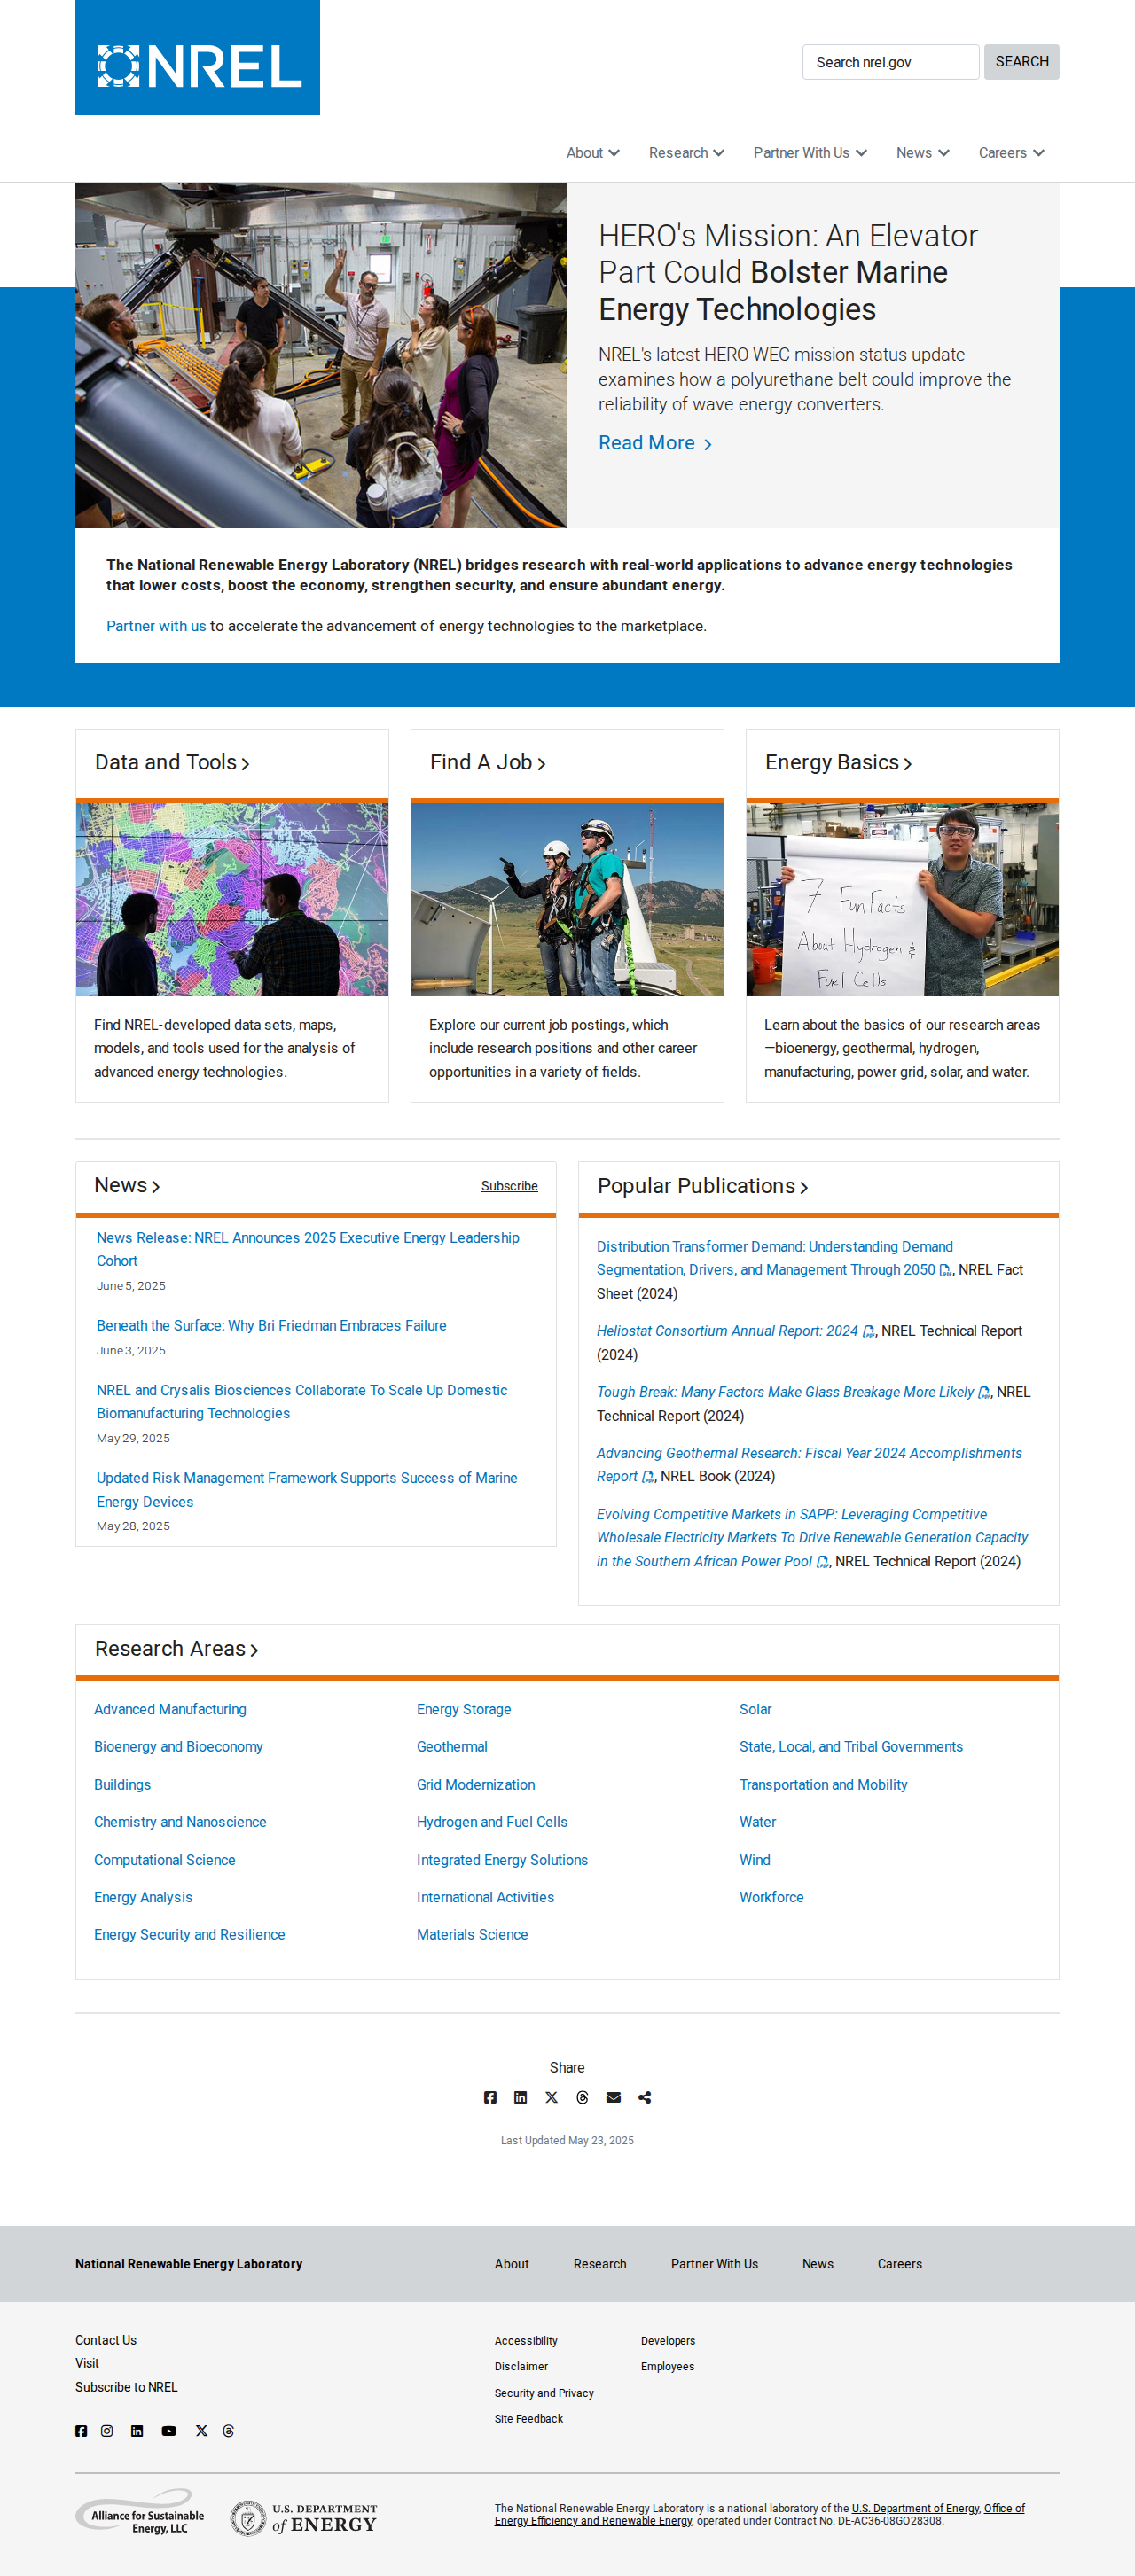 NREL
Search nrel.gov
SEARCH
About
Research
Partner With Us
News
Careers
HERO's Mission: An Elevator
Part Could Bolster Marine
Energy Technologies
NREL's latest HERO WEC mission status update
examines how a polyurethane belt could improve the
reliability of wave energy converters.
Read More
The National Renewable Energy Laboratory (NREL) bridges research with real-world applications to advance energy technologies
that lower costs, boost the economy, strengthen security, and ensure abundant energy.
Partner with us to accelerate the advancement of energy technologies to the marketplace.
Data and Tools
Find NREL-developed data sets, maps,
models, and tools used for the analysis of
advanced energy technologies.
Find A Job
Explore our current job postings, which
include research positions and other career
opportunities in a variety of fields.
Energy Basics
7 Fun Facts
About Hydrogen &
Fuel Cells
Learn about the basics of our research areas
—bioenergy, geothermal, hydrogen,
manufacturing, power grid, solar, and water.
News
Subscribe
News Release: NREL Announces 2025 Executive Energy Leadership
Cohort
June 5, 2025
Beneath the Surface: Why Bri Friedman Embraces Failure
June 3, 2025
NREL and Crysalis Biosciences Collaborate To Scale Up Domestic
Biomanufacturing Technologies
May 29, 2025
Updated Risk Management Framework Supports Success of Marine
Energy Devices
May 28, 2025
Popular Publications
Distribution Transformer Demand: Understanding Demand
Segmentation, Drivers, and Management Through 2050 , NREL Fact
Sheet (2024)
Heliostat Consortium Annual Report: 2024 , NREL Technical Report
(2024)
Tough Break: Many Factors Make Glass Breakage More Likely , NREL
Technical Report (2024)
Advancing Geothermal Research: Fiscal Year 2024 Accomplishments
Report , NREL Book (2024)
Evolving Competitive Markets in SAPP: Leveraging Competitive
Wholesale Electricity Markets To Drive Renewable Generation Capacity
in the Southern African Power Pool , NREL Technical Report (2024)
Research Areas
Advanced Manufacturing
Bioenergy and Bioeconomy
Buildings
Chemistry and Nanoscience
Computational Science
Energy Analysis
Energy Security and Resilience
Energy Storage
Geothermal
Grid Modernization
Hydrogen and Fuel Cells
Integrated Energy Solutions
International Activities
Materials Science
Solar
State, Local, and Tribal Governments
Transportation and Mobility
Water
Wind
Workforce
Share
Last Updated May 23, 2025
National Renewable Energy Laboratory
About
Research
Partner With Us
News
Careers
Contact Us
Visit
Subscribe to NREL
Accessibility
Disclaimer
Security and Privacy
Site Feedback
Developers
Employees
Alliance for Sustainable
Energy, LLC
U.S. DEPARTMENT
of ENERGY
The National Renewable Energy Laboratory is a national laboratory of the U.S. Department of Energy, Office of
Energy Efficiency and Renewable Energy, operated under Contract No. DE-AC36-08GO28308.